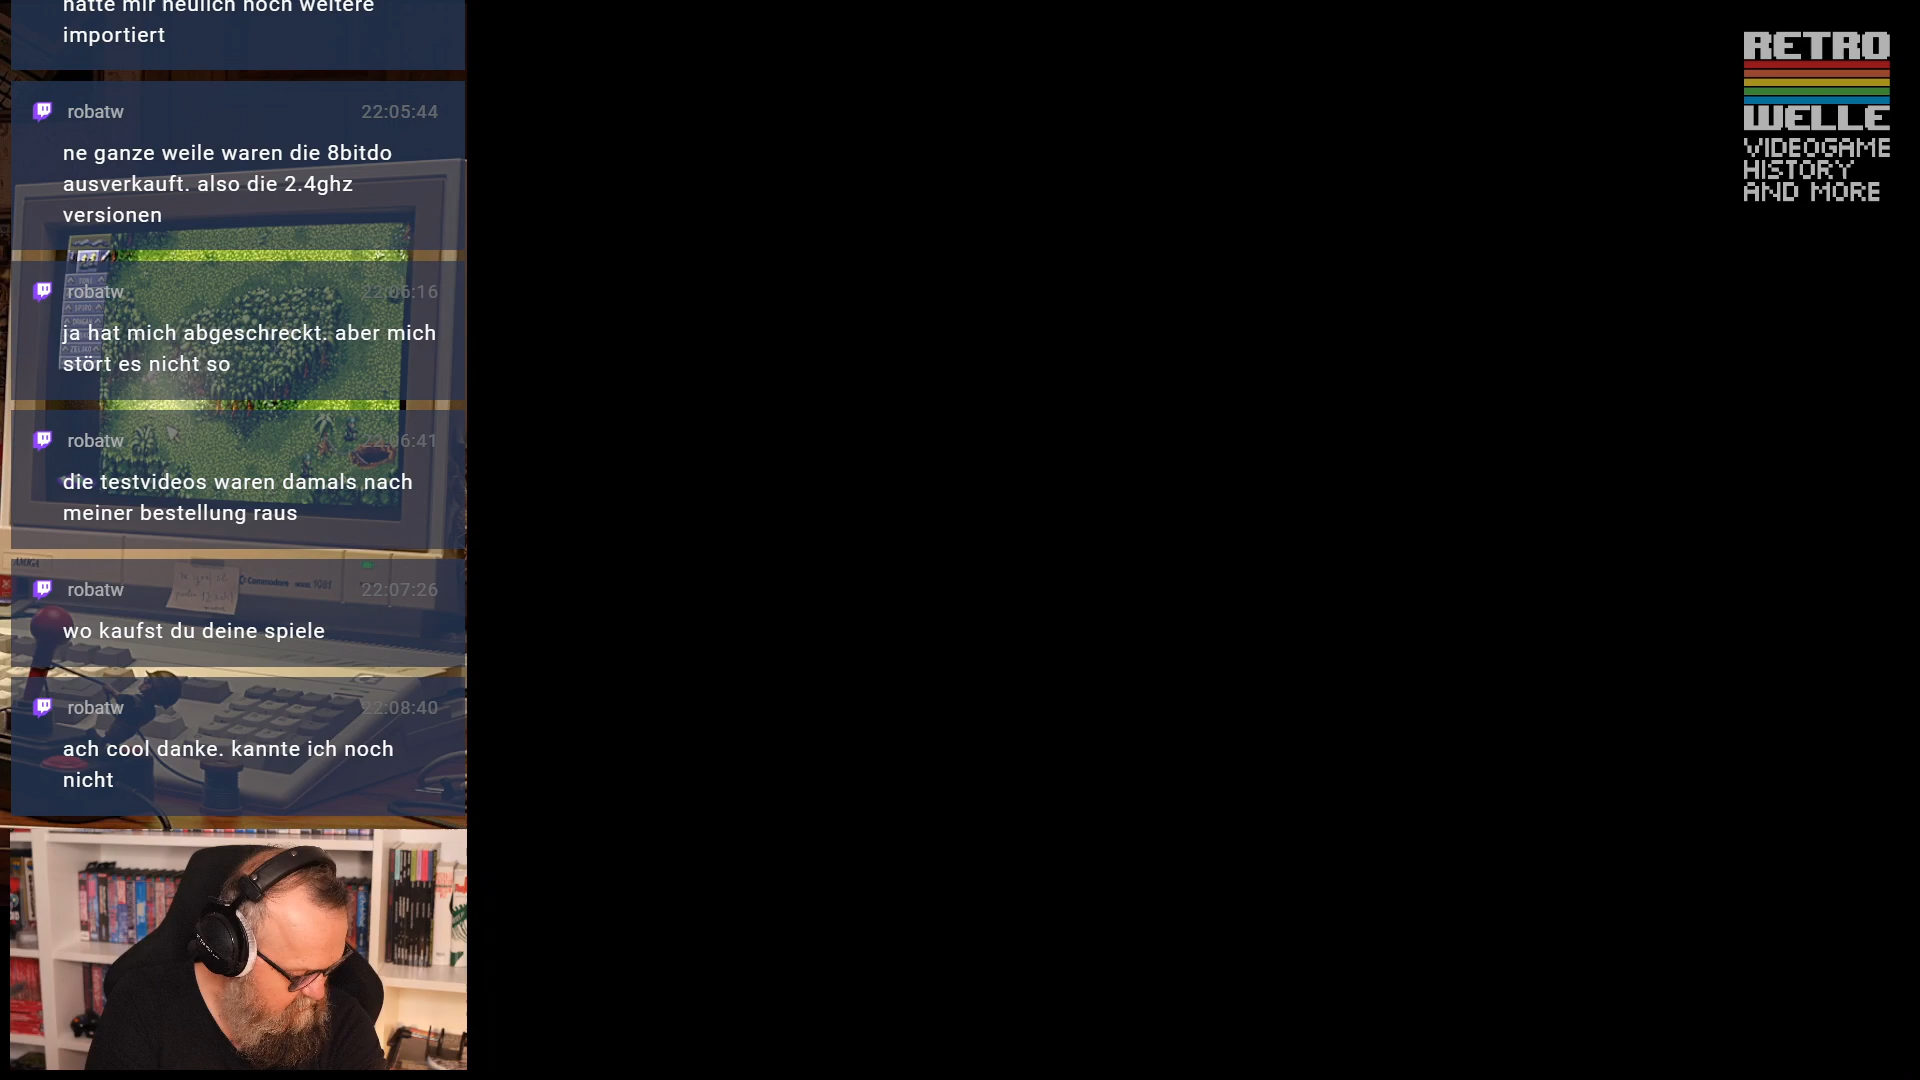 hatte mir neulich noch weitere
importiert
robatw 22:05:44
ne ganze weile waren die 8bitdo
ausverkauft. also die 2.4ghz
versionen
robatw 22:06:16
ja hat mich abgeschreckt. aber mich
stört es nicht so
robatw 22:06:41
die testvideos waren damals nach
meiner bestellung raus
AMIGA
Commodore 1081
robatw 22:07:26
wo kaufst du deine spiele
robatw 22:08:40
ach cool danke. kannte ich noch
nicht
RETRO
WELLE
VIDEOGAME
HISTORY
AND MORE